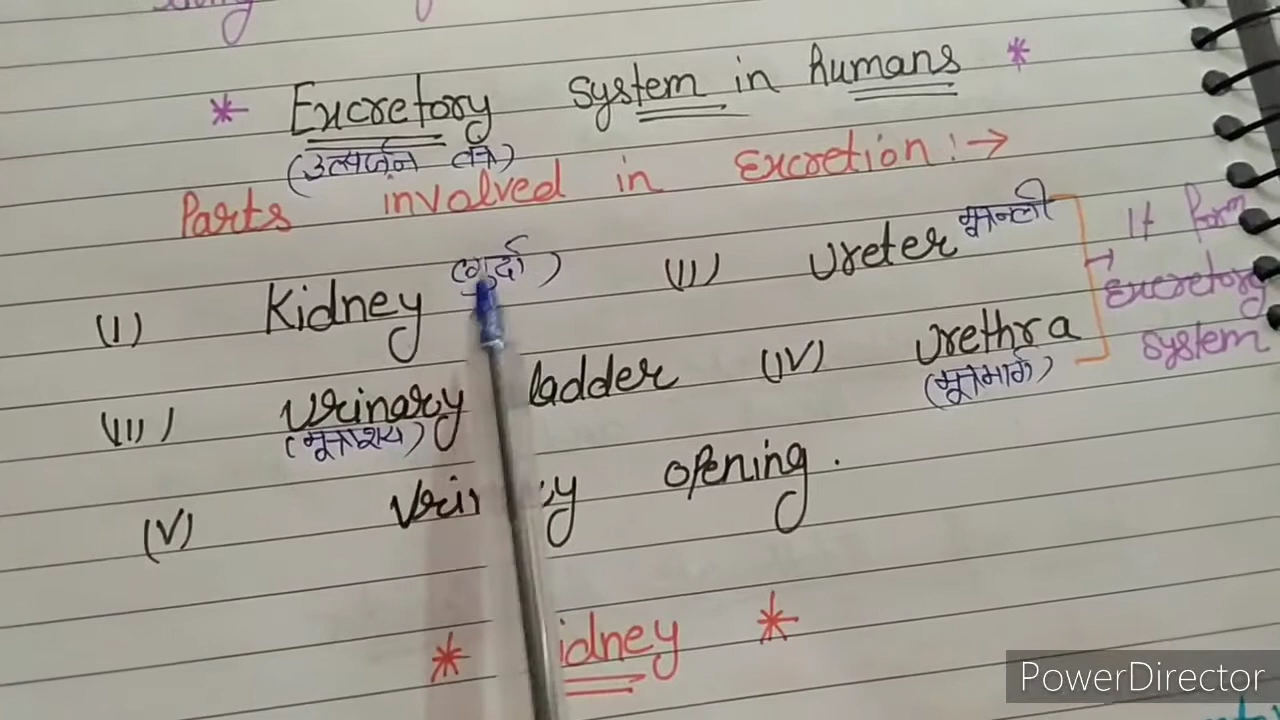 * Excretory system in humans *
(उत्सर्जन तंत्र)
Parts involved in Excretion :→
(I) Kidney (गुर्दा) (II) Ureter मूत्रनली
It form
Excretory
system
(III) Urinary ladder (IV) Urethra
(मूत्राशय) (मूत्रमार्ग)
(V) opening.
* idney *
PowerDirector